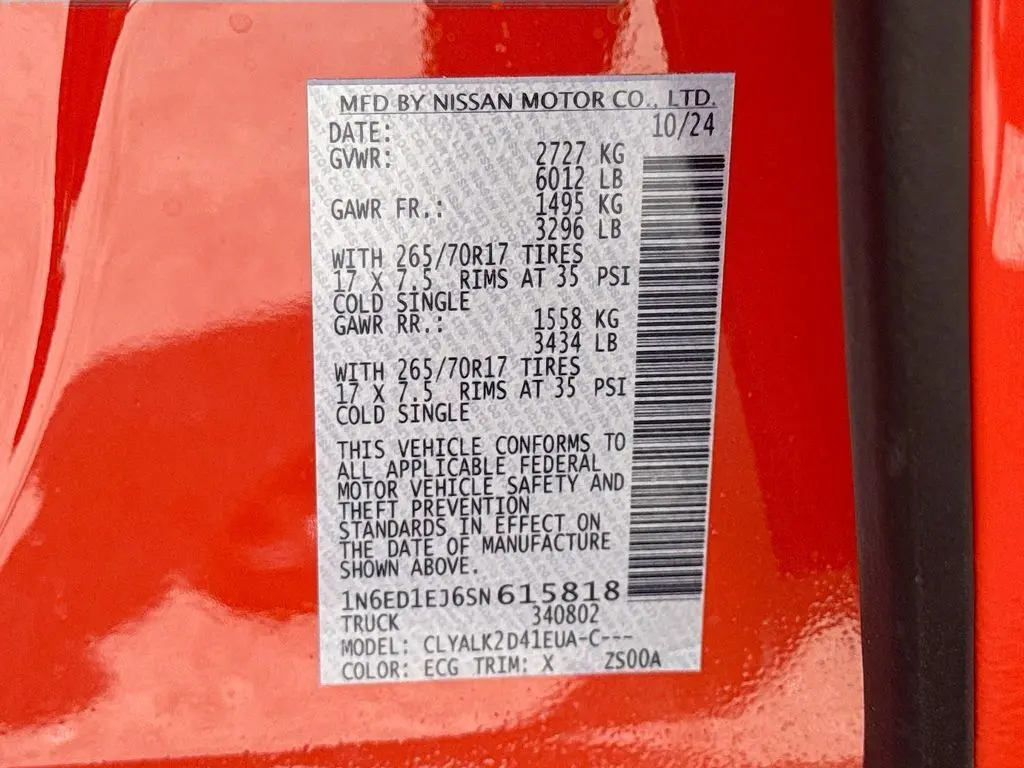 MFD BY NISSAN MOTOR CO., LTD.
DATE: 10/24
GVWR: 2727 KG
6012 LB
GAWR FR.: 1495 KG
3296 LB
WITH 265/70R17 TIRES
17 X 7.5 RIMS AT 35 PSI
COLD SINGLE
GAWR RR.: 1558 KG
3434 LB
WITH 265/70R17 TIRES
17 X 7.5 RIMS AT 35 PSI
COLD SINGLE
THIS VEHICLE CONFORMS TO
ALL APPLICABLE FEDERAL
MOTOR VEHICLE SAFETY AND
THEFT PREVENTION
STANDARDS IN EFFECT ON
THE DATE OF MANUFACTURE
SHOWN ABOVE.
1N6ED1EJ6SN615818
TRUCK 340802
MODEL: CLYALK2D41EUA-C---
COLOR: ECG TRIM: X ZS00A